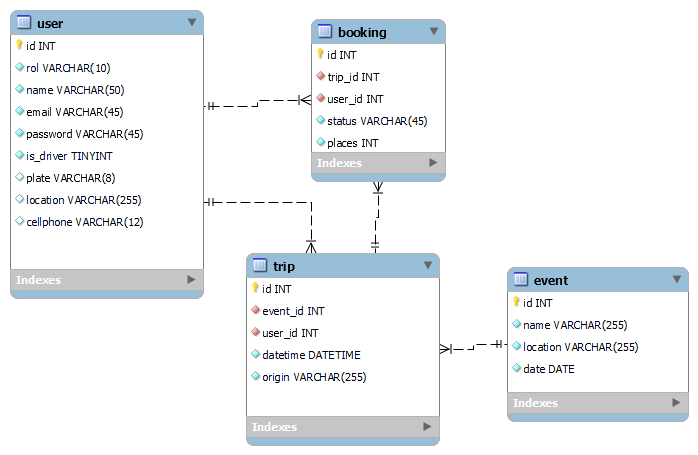 user
id INT
rol VARCHAR(10)
name VARCHAR(50)
email VARCHAR(45)
password VARCHAR(45)
is_driver TINYINT
plate VARCHAR(8)
location VARCHAR(255)
cellphone VARCHAR(12)
Indexes
booking
id INT
trip_id INT
user_id INT
status VARCHAR(45)
places INT
Indexes
trip
id INT
event_id INT
user_id INT
datetime DATETIME
origin VARCHAR(255)
Indexes
event
id INT
name VARCHAR(255)
location VARCHAR(255)
date DATE
Indexes